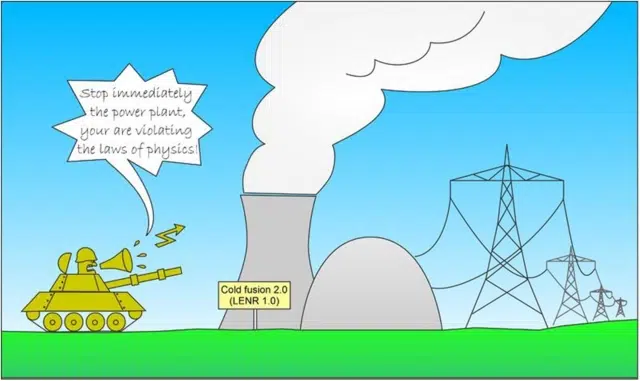 Stop immediately
the power plant,
your are violating
the laws of physics!
Cold fusion 2.0
(LENR 1.0)